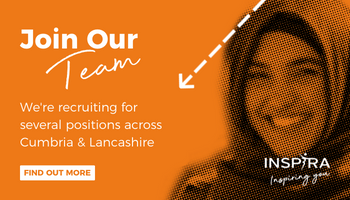 Join Our
Team
We're recruiting for
several positions across
Cumbria & Lancashire
FIND OUT MORE
INSPIRA
Inspiring you